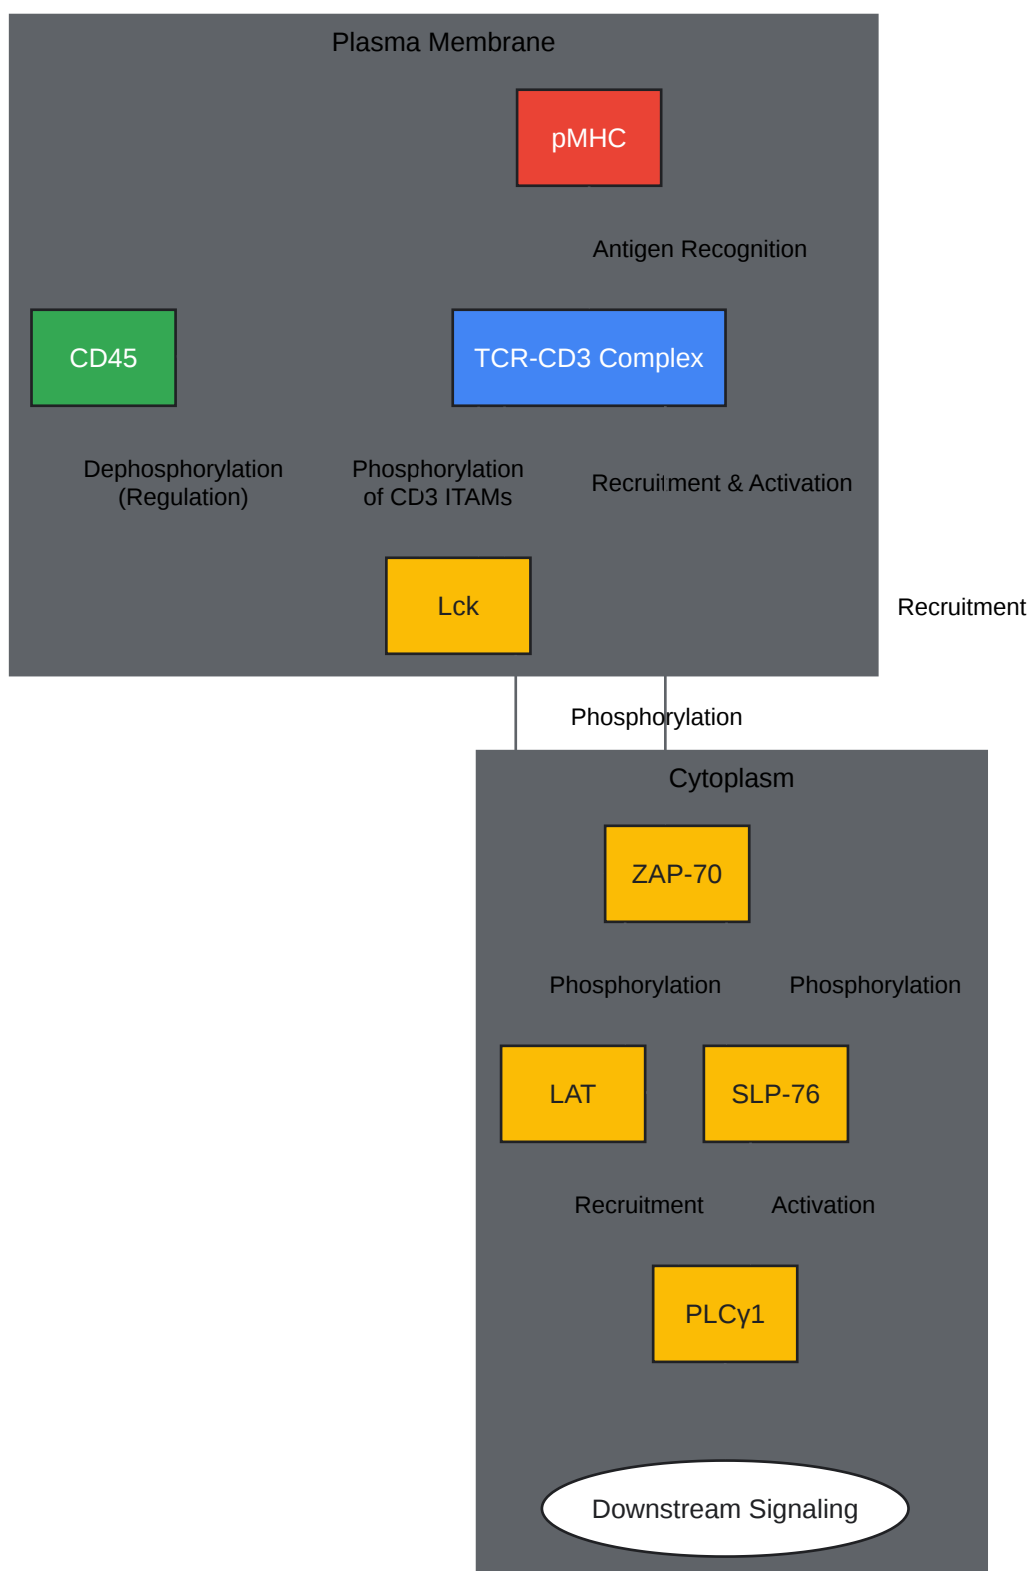 Plasma Membrane
pMHC
Antigen Recognition
CD45
TCR-CD3 Complex
Dephosphorylation
(Regulation)
Phosphorylation
of CD3 ITAMs
Recruitment & Activation
Lck
Recruitment
Phosphorylation
Cytoplasm
ZAP-70
Phosphorylation
Phosphorylation
LAT
SLP-76
Recruitment
Activation
PLCγ1
Downstream Signaling